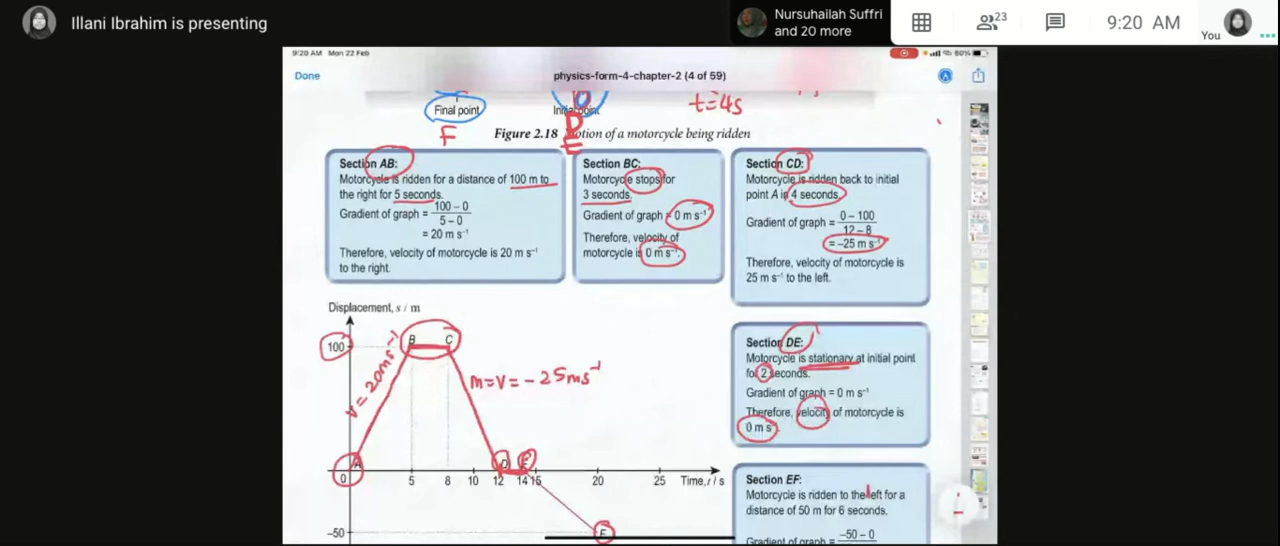 Illani Ibrahim is presenting
Nursuhailah Suffri
and 20 more
23
9:20 AM
You
9:20 AM Mon 22 Feb
60%
Done
physics-form-4-chapter-2 (4 of 59)
Final point
F
D
E
t=4s
Figure 2.18 Motion of a motorcycle being ridden
Section AB:
Motorcycle is ridden for a distance of 100 m to
the right for 5 seconds.
Gradient of graph = 100 – 0
5 – 0
= 20 m s⁻¹
Therefore, velocity of motorcycle is 20 m s⁻¹
to the right.
Section BC:
Motorcycle stops for
3 seconds.
Gradient of graph = 0 m s⁻¹
Therefore, velocity of
motorcycle is 0 m s⁻¹.
Section CD:
Motorcycle is ridden back to initial
point A in 4 seconds.
Gradient of graph = 0 – 100
12 – 8
= –25 m s⁻¹
Therefore, velocity of motorcycle is
25 m s⁻¹ to the left.
Displacement, s / m
100
B
C
v = 20ms⁻¹
m=v= -25ms⁻¹
A
D
E
0
5
8
10
12
14
15
20
25
Time, t / s
F
–50
Section DE:
Motorcycle is stationary at initial point
for 2 seconds.
Gradient of graph = 0 m s⁻¹
Therefore, velocity of motorcycle is
0 m s⁻¹
Section EF:
Motorcycle is ridden to the left for a
distance of 50 m for 6 seconds.
Gradient of graph = –50 – 0